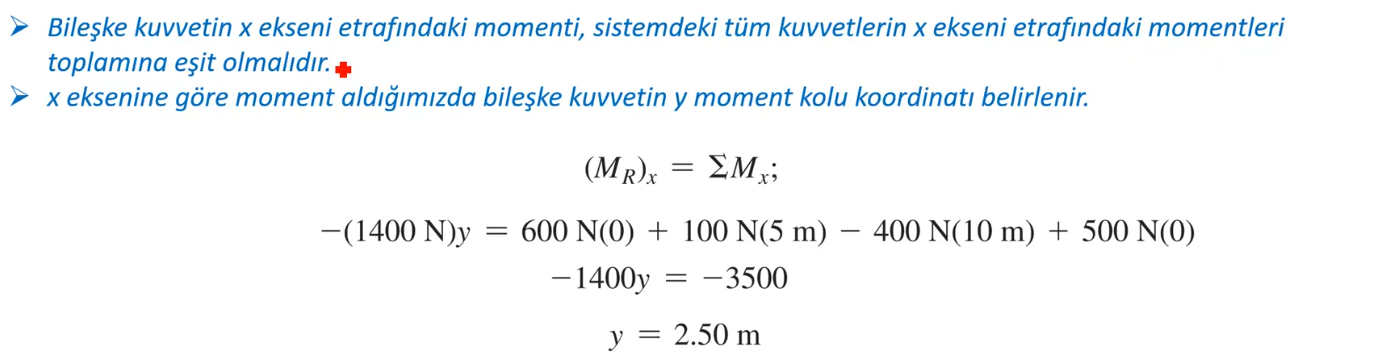 ➢ Bileşke kuvvetin x ekseni etrafındaki momenti, sistemdeki tüm kuvvetlerin x ekseni etrafındaki momentleri
toplamına eşit olmalıdır.
➢ x eksenine göre moment aldığımızda bileşke kuvvetin y moment kolu koordinatı belirlenir.
(M_R)_x = ΣM_x;
−(1400 N)y = 600 N(0) + 100 N(5 m) − 400 N(10 m) + 500 N(0)
−1400y = −3500
y = 2.50 m